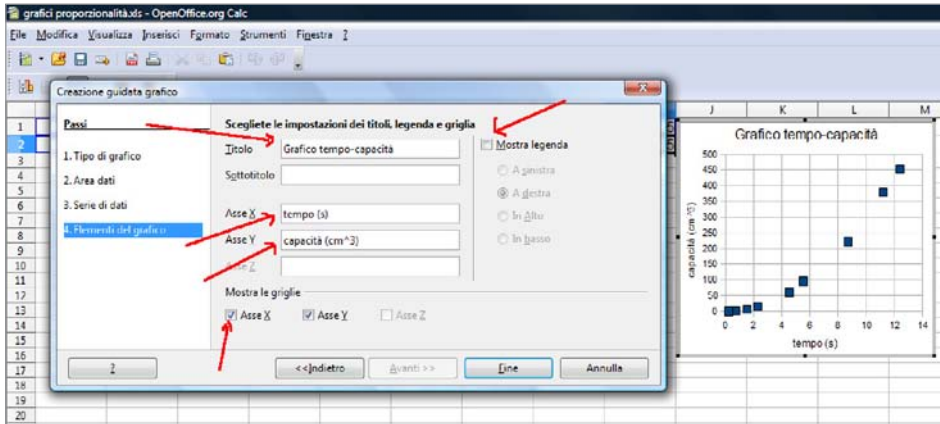 grafici proporzionalità.xls - OpenOffice.org Calc
File Modifica Visualizza Inserisci Formato Strumenti Finestra ?
Creazione guidata grafico
Passi
1. Tipo di grafico
2. Area dati
3. Serie di dati
4. Elementi del grafico
Scegliete le impostazioni dei titoli, legenda e griglia
Titolo Grafico tempo-capacità
Sottotitolo
Asse X tempo (s)
Asse Y capacità (cm^3)
Asse Z
Mostra legenda
A sinistra
A destra
In Alto
In basso
Mostra le griglie
Asse X Asse Y Asse Z
? <<Indietro Avanti >> Fine Annulla
J K L M
1
2
3
4
5
6
7
8
9
10
11
12
13
14
15
16
17
18
19
20
Grafico tempo-capacità
capacità (cm^3)
500
450
400
350
300
250
200
150
100
50
0
0 2 4 6 8 10 12 14
tempo (s)